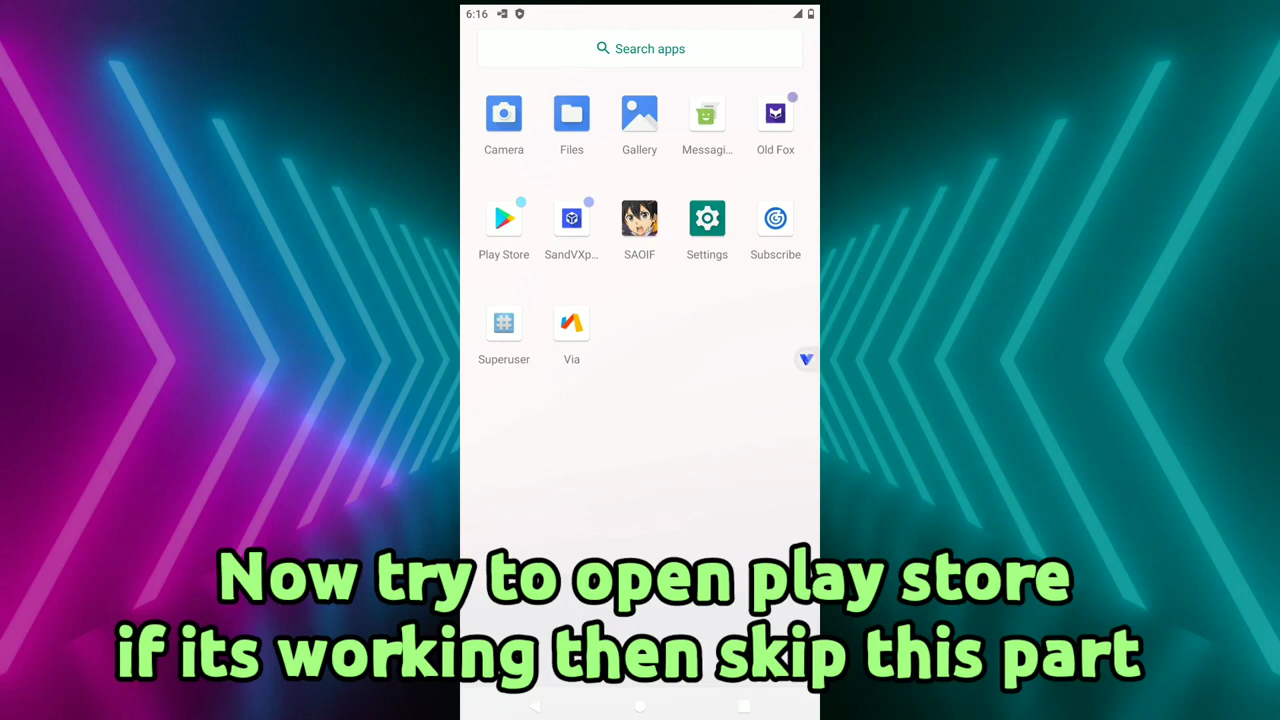 6:16
Search apps
Camera Files Gallery Messagi... Old Fox
Play Store SandVXp... SAOIF Settings Subscribe
Superuser Via
Now try to open play store
if its working then skip this part